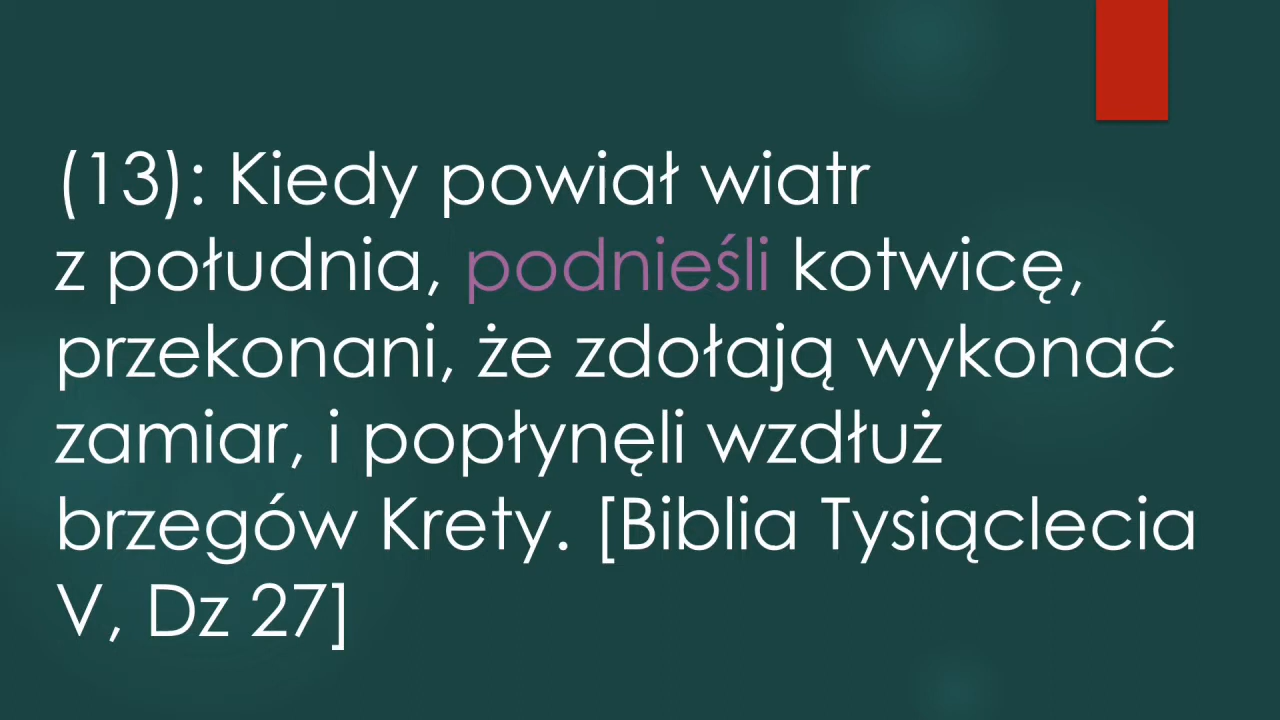 (13): Kiedy powiał wiatr
z południa, podnieśli kotwicę,
przekonani, że zdołają wykonać
zamiar, i popłynęli wzdłuż
brzegów Krety. [Biblia Tysiąclecia
V, Dz 27]